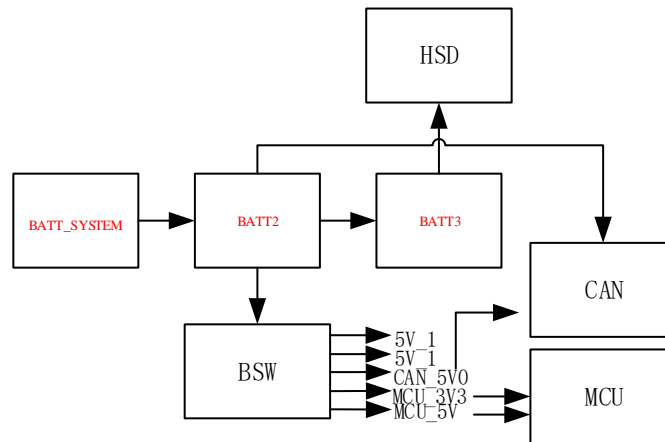 HSD
BATT_SYSTEM
BATT2
BATT3
CAN
BSW
5V_1
5V_1
CAN_5V0
MCU_3V3
MCU_5V
MCU